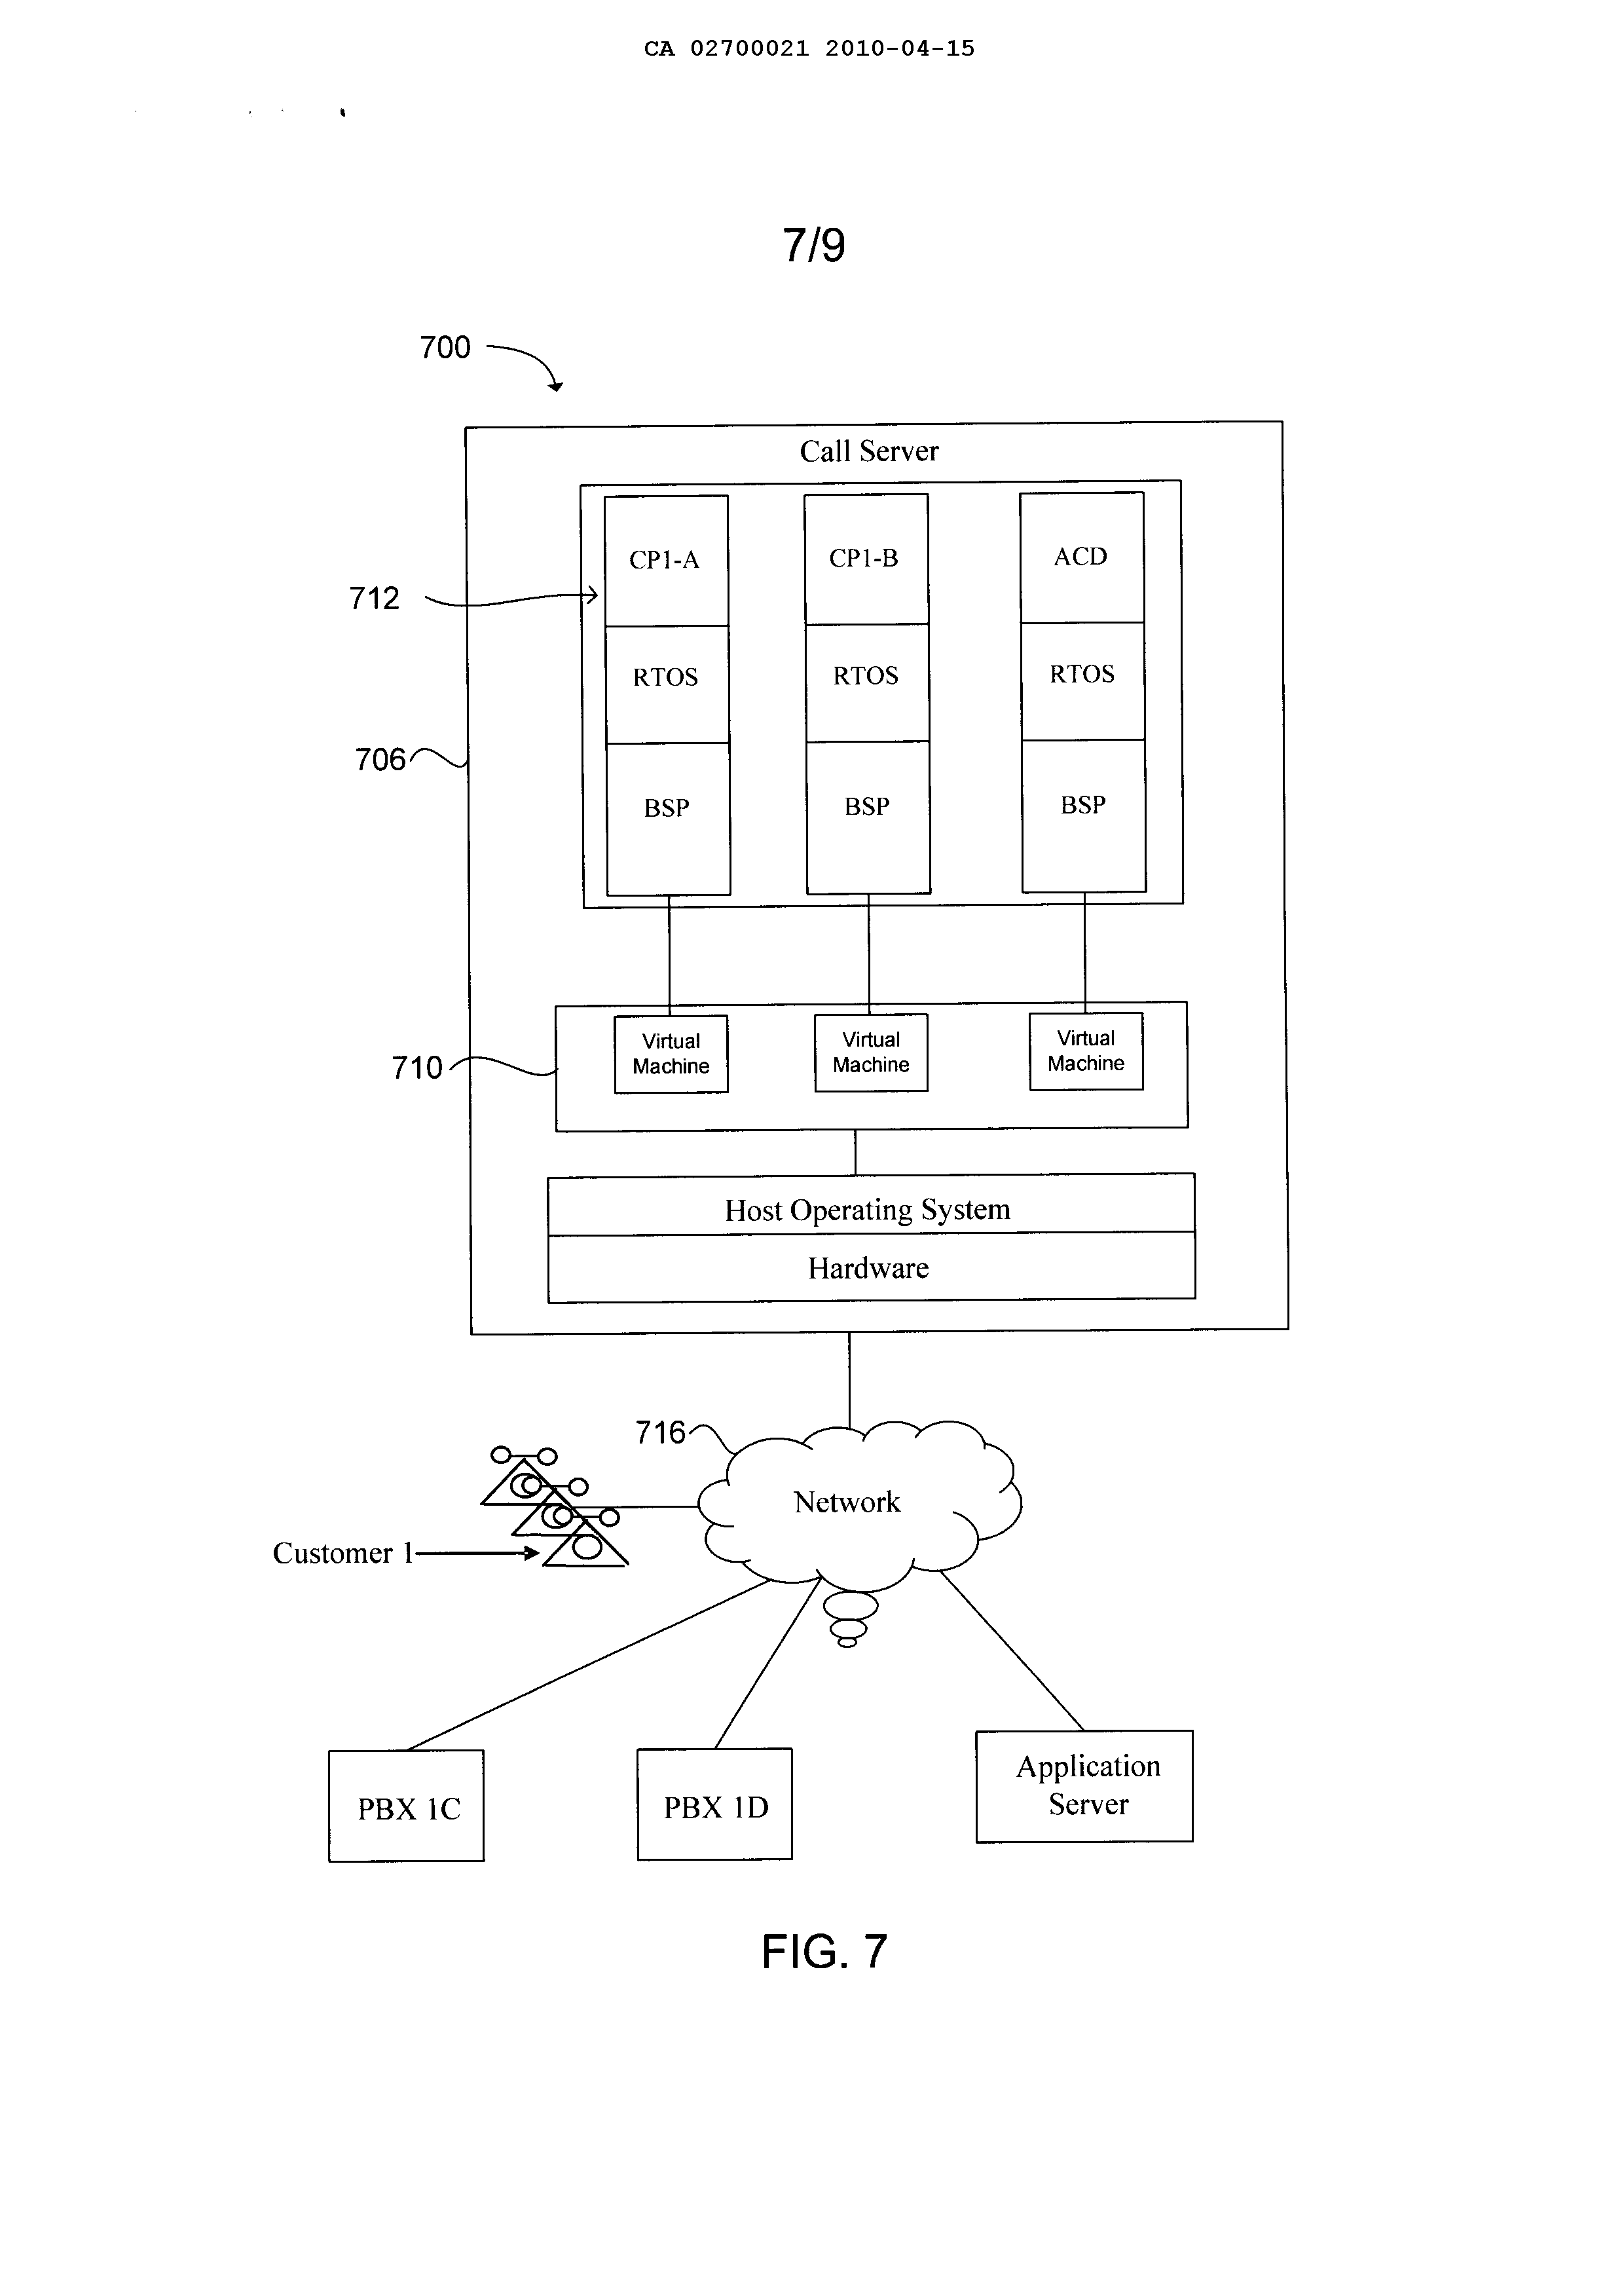 CA 02700021 2010-04-15
7/9
700
Call Server
CP1-A
CP1-B
ACD
712
RTOS
RTOS
RTOS
706
BSP
BSP
BSP
Virtual
Machine
Virtual
Machine
Virtual
Machine
710
Host Operating System
Hardware
716
Network
Customer 1
PBX 1C
PBX 1D
Application
Server
FIG. 7